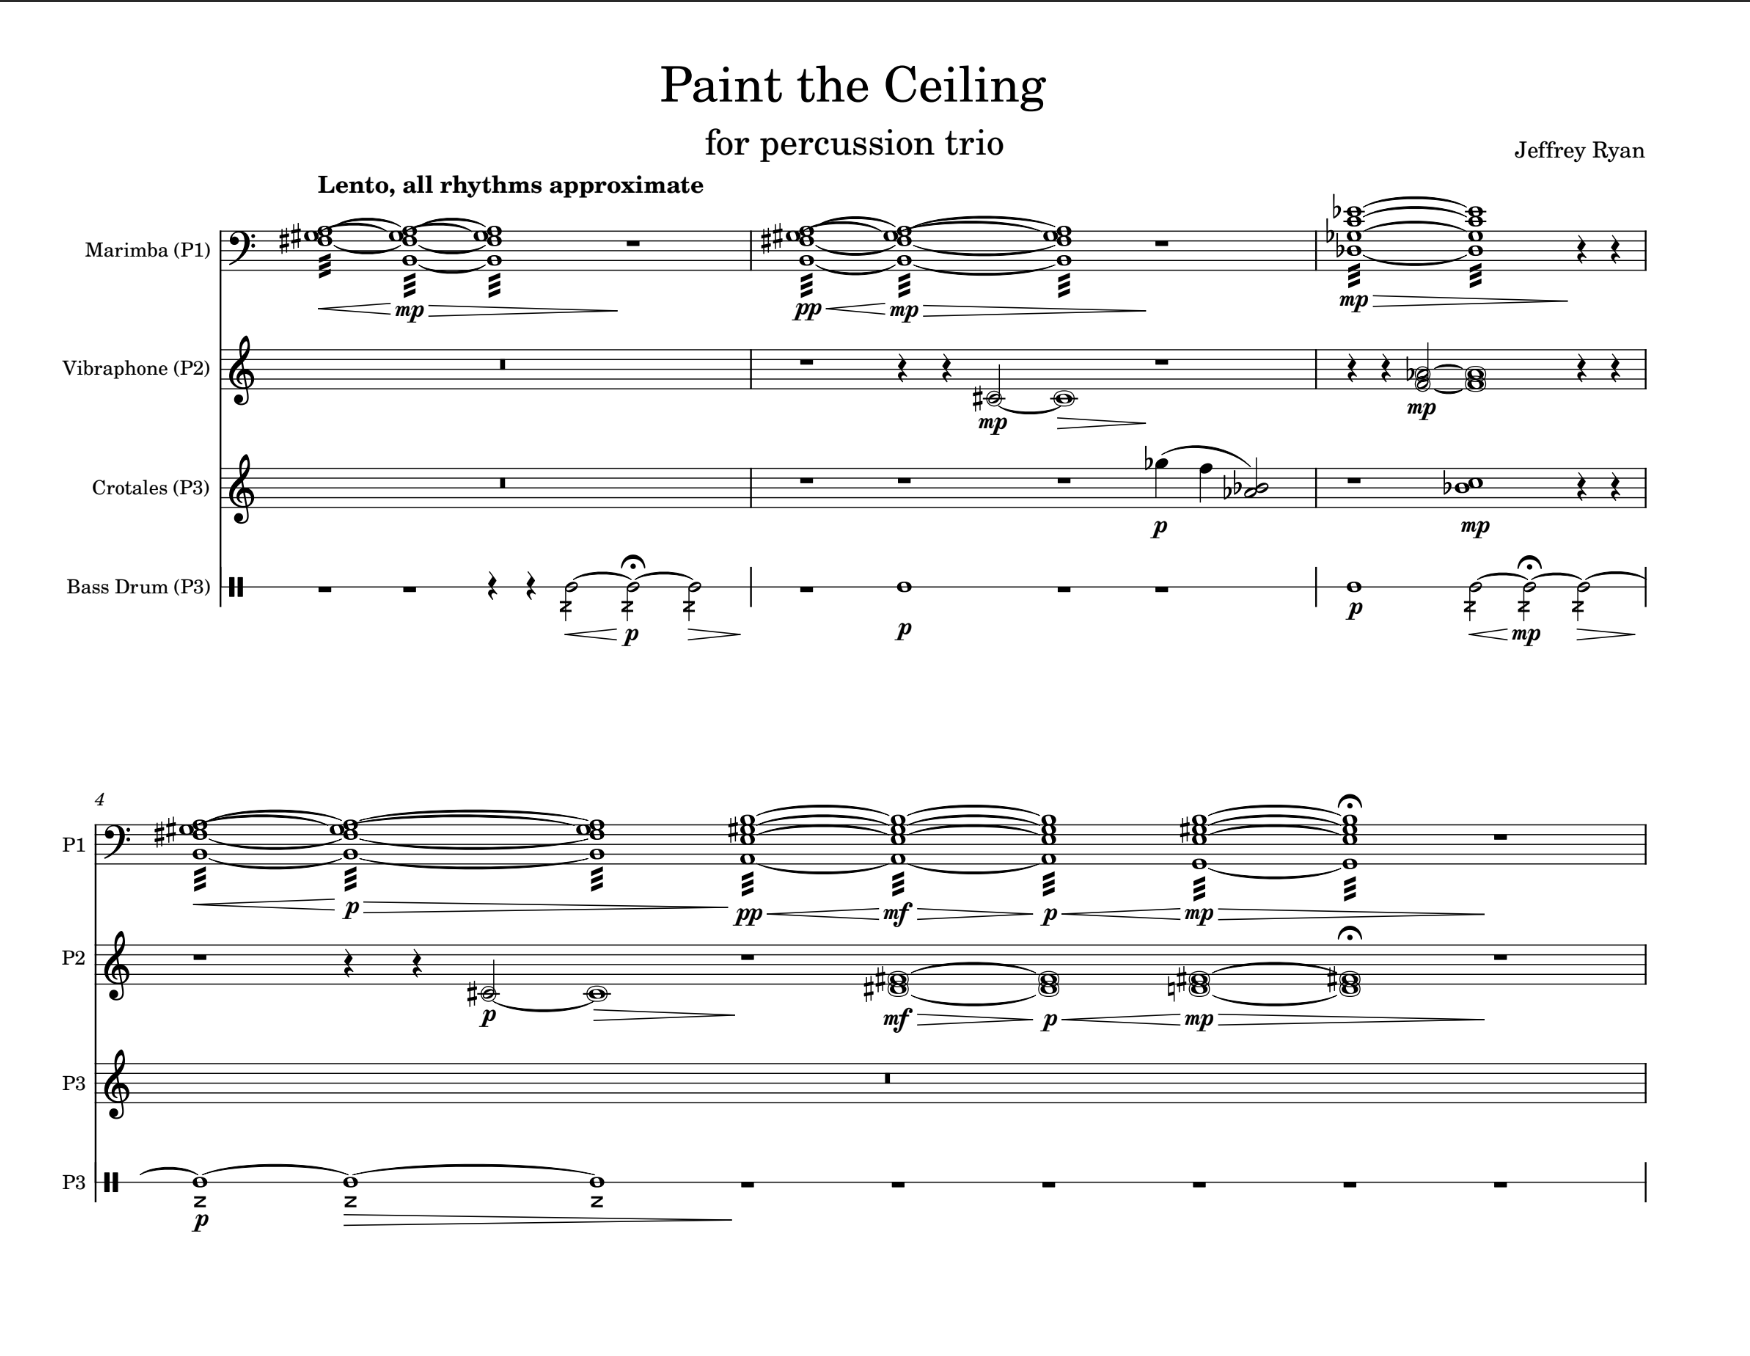 Paint the Ceiling
for percussion trio
Jeffrey Ryan
Lento, all rhythms approximate
Marimba (P1)
mp pp mp mp
Vibraphone (P2)
mp mp
Crotales (P3)
p mp
Bass Drum (P3)
p p p mp
4
P1
p pp mf p mp
P2
p mf p mp
P3
P3
p